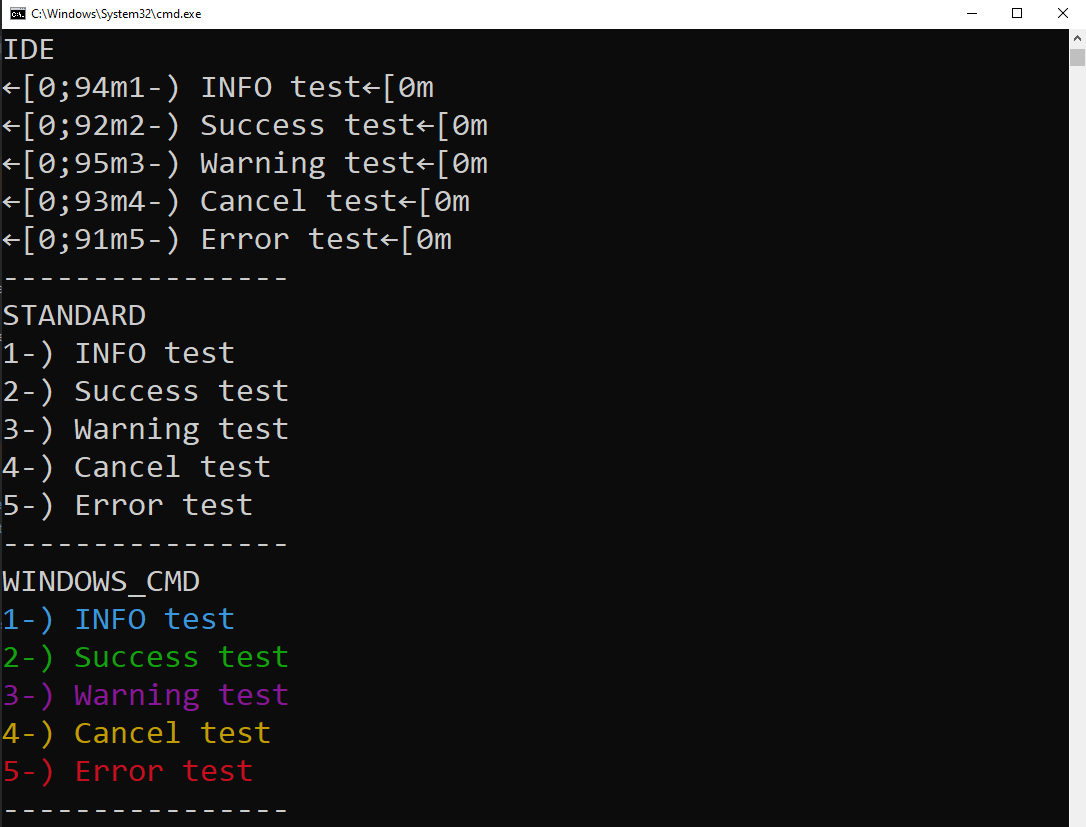 C:\Windows\System32\cmd.exe
IDE
←[0;94m1-) INFO test←[0m
←[0;92m2-) Success test←[0m
←[0;95m3-) Warning test←[0m
←[0;93m4-) Cancel test←[0m
←[0;91m5-) Error test←[0m
----------------
STANDARD
1-) INFO test
2-) Success test
3-) Warning test
4-) Cancel test
5-) Error test
----------------
WINDOWS_CMD
1-) INFO test
2-) Success test
3-) Warning test
4-) Cancel test
5-) Error test
----------------